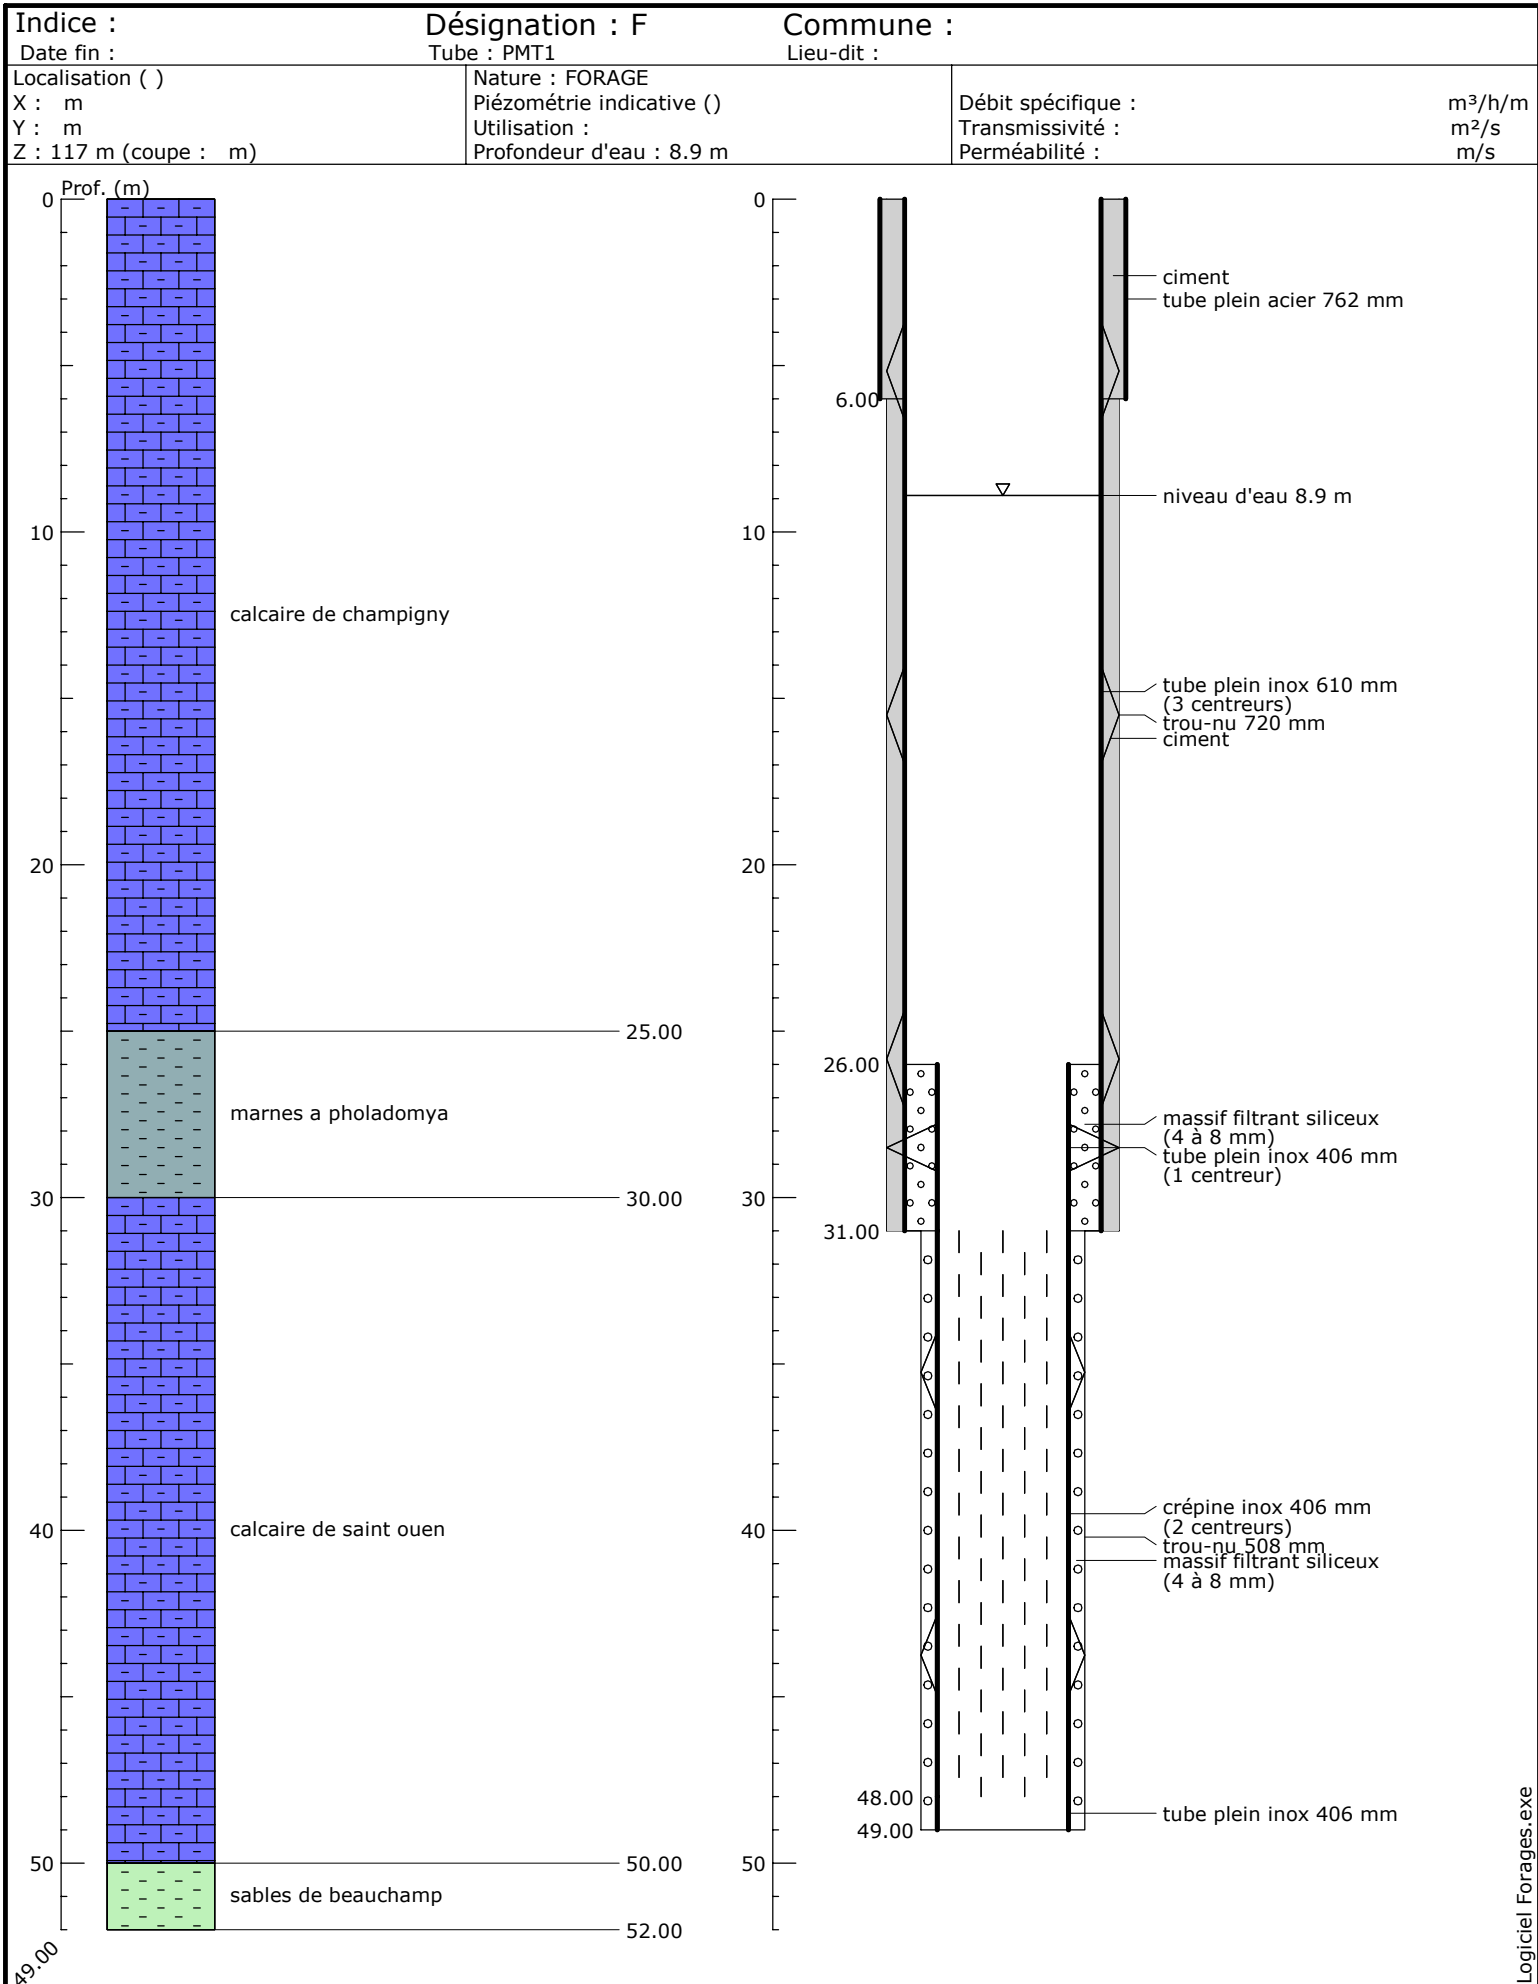 Indice :
Désignation : F
Commune :
Date fin :
Tube : PMT1
Lieu-dit :
Localisation ( )
X : m
Y : m
Z : 117 m (coupe : m)
Nature : FORAGE
Piézométrie indicative ()
Utilisation :
Profondeur d'eau : 8.9 m
Débit spécifique : m³/h/m
Transmissivité : m²/s
Perméabilité : m/s
Prof. (m)
0
10
20
30
40
50
calcaire de champigny
25.00
marnes a pholadomya
30.00
calcaire de saint ouen
50.00
sables de beauchamp
52.00
49.00
0
10
20
30
40
50
6.00
26.00
31.00
48.00
49.00
ciment
tube plein acier 762 mm
niveau d'eau 8.9 m
tube plein inox 610 mm
(3 centreurs)
trou-nu 720 mm
ciment
massif filtrant siliceux
(4 à 8 mm)
tube plein inox 406 mm
(1 centreur)
crépine inox 406 mm
(2 centreurs)
trou-nu 508 mm
massif filtrant siliceux
(4 à 8 mm)
tube plein inox 406 mm
Logiciel Forages.exe